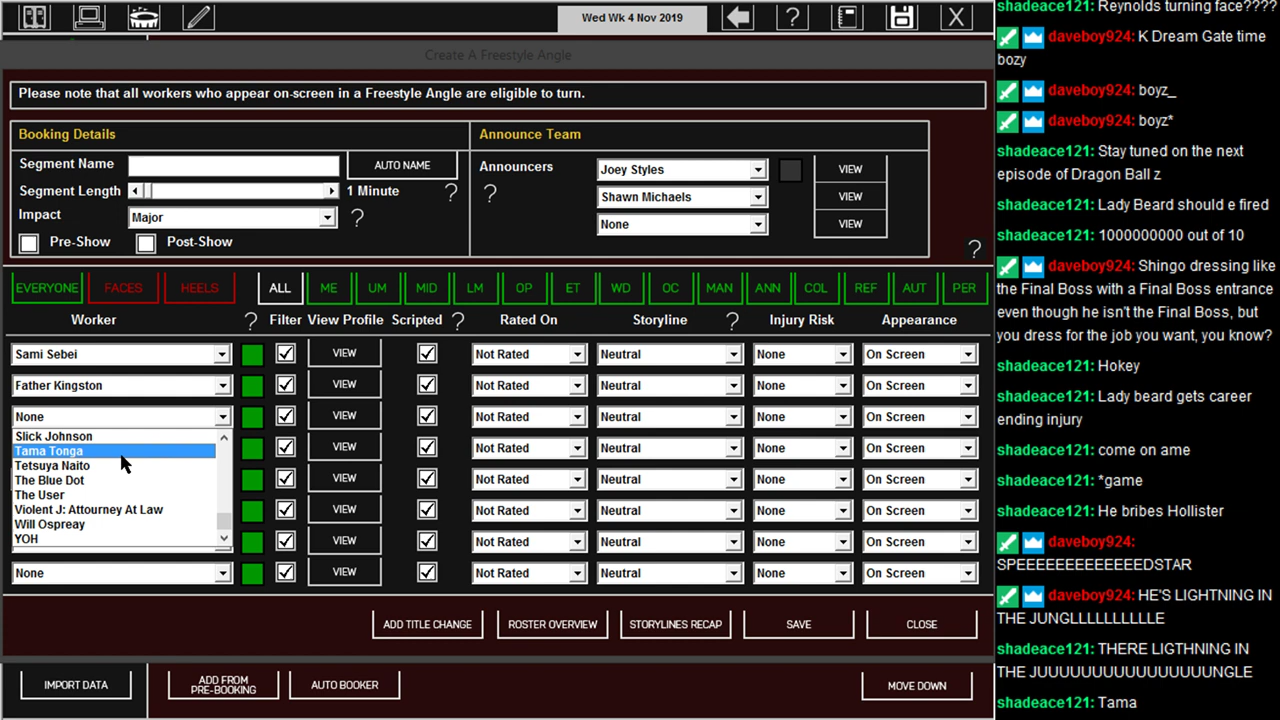 Wed Wk 4 Nov 2019
?
X
Create A Freestyle Angle
Please note that all workers who appear on-screen in a Freestyle Angle are eligible to turn.
Booking Details
Announce Team
Segment Name
AUTO NAME
Segment Length
1 Minute
?
Impact
Major
?
Pre-Show
Post-Show
Announcers
?
Joey Styles
VIEW
Shawn Michaels
VIEW
None
VIEW
?
EVERYONE
FACES
HEELS
ALL
ME
UM
MID
LM
OP
ET
WD
OC
MAN
ANN
COL
REF
AUT
PER
Worker
?
Filter
View Profile
Scripted
?
Rated On
Storyline
?
Injury Risk
Appearance
Sami Sebei
VIEW
Not Rated
Neutral
None
On Screen
Father Kingston
VIEW
Not Rated
Neutral
None
On Screen
None
VIEW
Not Rated
Neutral
None
On Screen
Slick Johnson
Tama Tonga
Tetsuya Naito
The Blue Dot
The User
Violent J: Attourney At Law
Will Ospreay
YOH
VIEW
Not Rated
Neutral
None
On Screen
VIEW
Not Rated
Neutral
None
On Screen
VIEW
Not Rated
Neutral
None
On Screen
VIEW
Not Rated
Neutral
None
On Screen
None
VIEW
Not Rated
Neutral
None
On Screen
ADD TITLE CHANGE
ROSTER OVERVIEW
STORYLINES RECAP
SAVE
CLOSE
IMPORT DATA
ADD FROM
PRE-BOOKING
AUTO BOOKER
MOVE DOWN
shadeace121: Reynolds turning face????
daveboy924: K Dream Gate time
bozy
daveboy924: boyz_
daveboy924: boyz*
shadeace121: Stay tuned on the next
episode of Dragon Ball z
shadeace121: Lady Beard should e fired
shadeace121: 1000000000 out of 10
daveboy924: Shingo dressing like
the Final Boss with a Final Boss entrance
even though he isn't the Final Boss, but
you dress for the job you want, you know?
shadeace121: Hokey
shadeace121: Lady beard gets career
ending injury
shadeace121: come on ame
shadeace121: *game
shadeace121: He bribes Hollister
daveboy924:
SPEEEEEEEEEEEEEDSTAR
daveboy924: HE'S LIGHTNING IN
THE JUNGLLLLLLLLLLE
shadeace121: THERE LIGTHNING IN
THE JUUUUUUUUUUUUUUUUNGLE
shadeace121: Tama